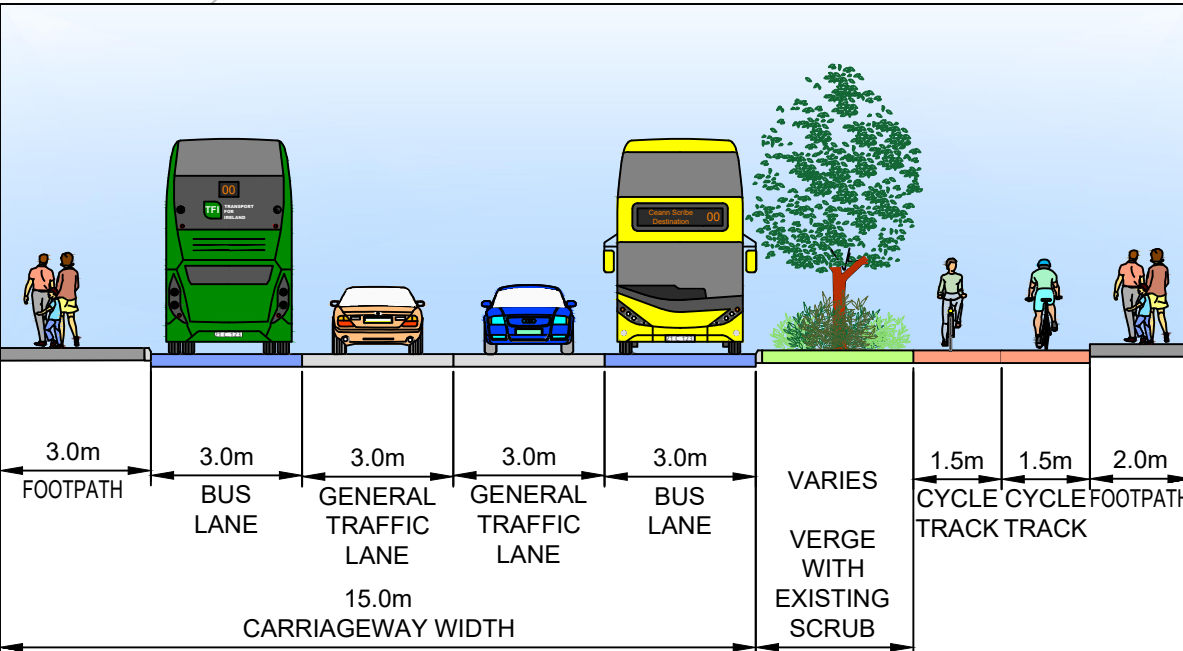 00
TFI
TRANSPORT
FOR
IRELAND
Ceann Scribe
Destination
00
3.0m
FOOTPATH
3.0m
BUS
LANE
3.0m
GENERAL
TRAFFIC
LANE
3.0m
GENERAL
TRAFFIC
LANE
3.0m
BUS
LANE
VARIES
VERGE
WITH
EXISTING
SCRUB
1.5m
CYCLE
TRACK
1.5m
CYCLE
TRACK
2.0m
FOOTPATH
15.0m
CARRIAGEWAY WIDTH